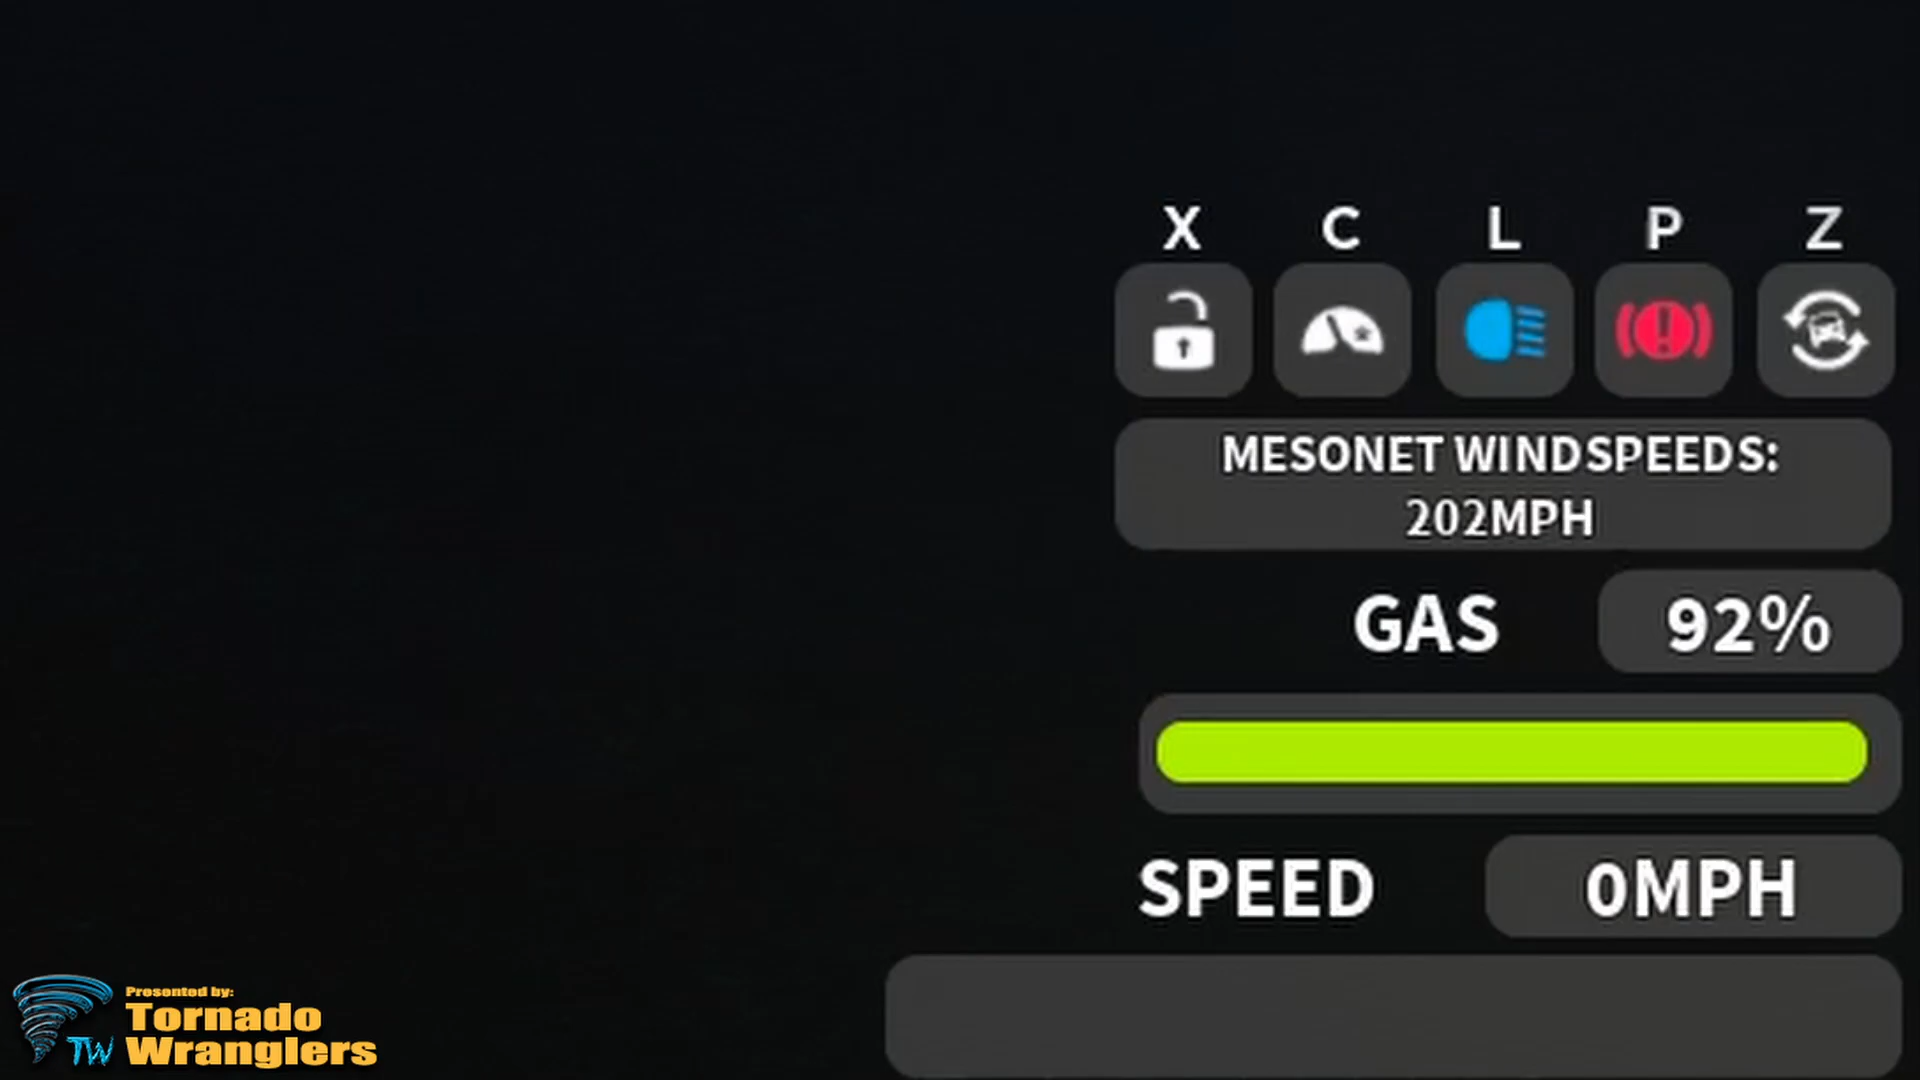 X C L P Z
MESONET WINDSPEEDS:
202MPH
GAS 92%
SPEED 0MPH
Presented by:
Tornado
TW Wranglers